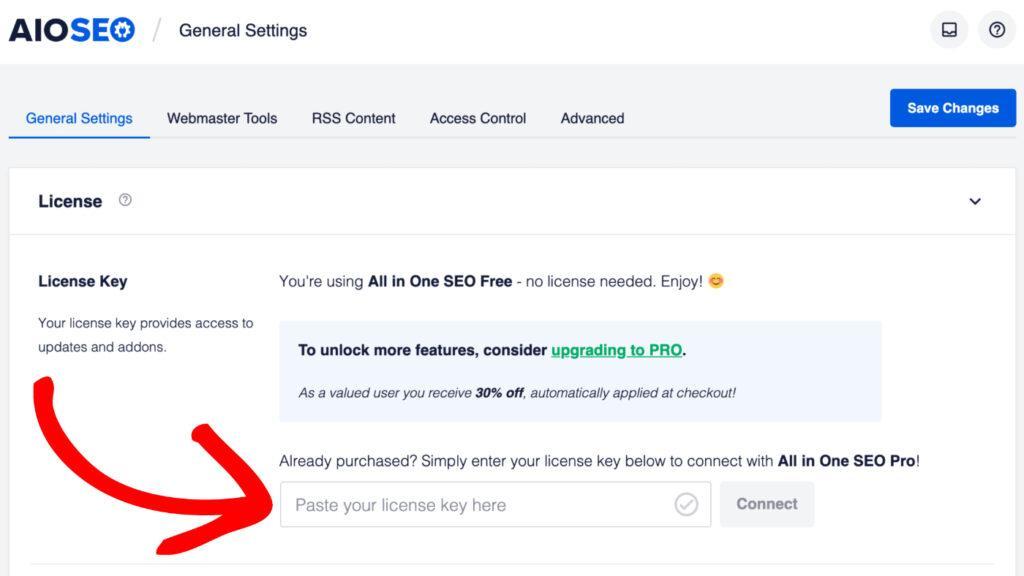 AIOSEO / General Settings
General Settings Webmaster Tools RSS Content Access Control Advanced Save Changes
License
License Key
You're using All in One SEO Free - no license needed. Enjoy! 😊
Your license key provides access to
updates and addons.
To unlock more features, consider upgrading to PRO.
As a valued user you receive 30% off, automatically applied at checkout!
Already purchased? Simply enter your license key below to connect with All in One SEO Pro!
Paste your license key here Connect